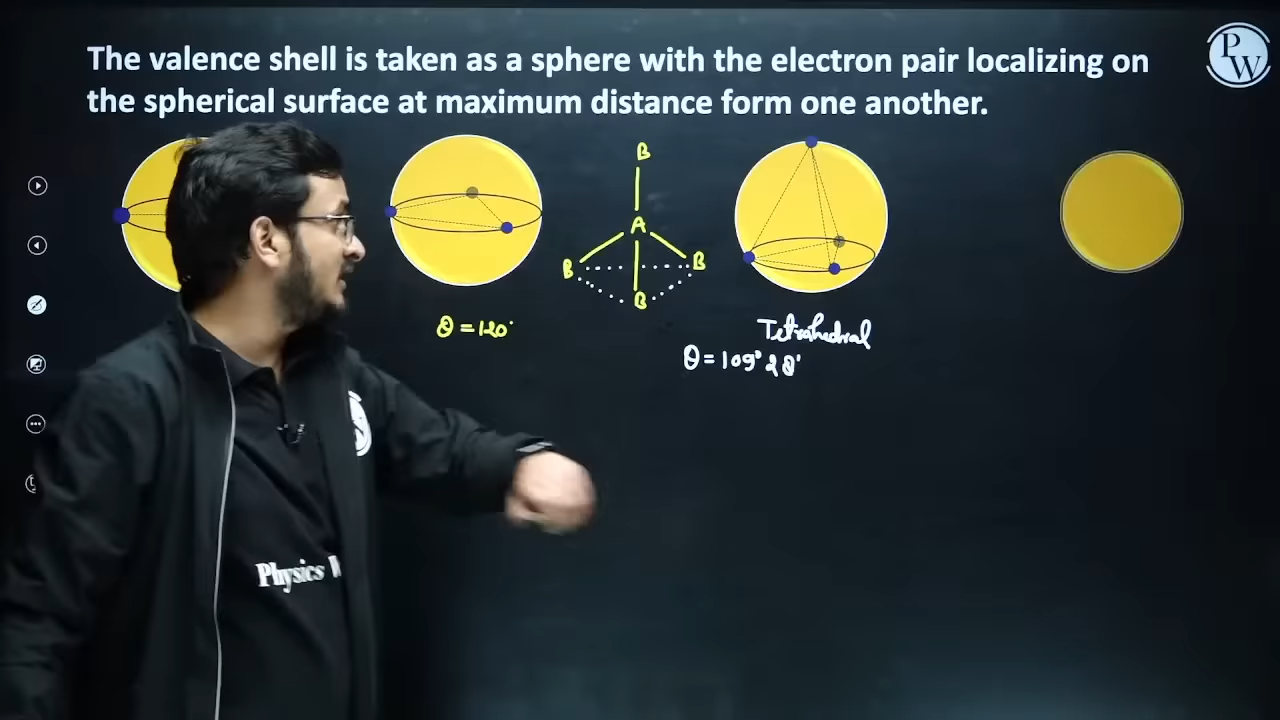 The valence shell is taken as a sphere with the electron pair localizing on
the spherical surface at maximum distance form one another.
P
W
B
A
B
B
B
θ = 120°
Tetrahedral
θ = 109° 28'
Physics W